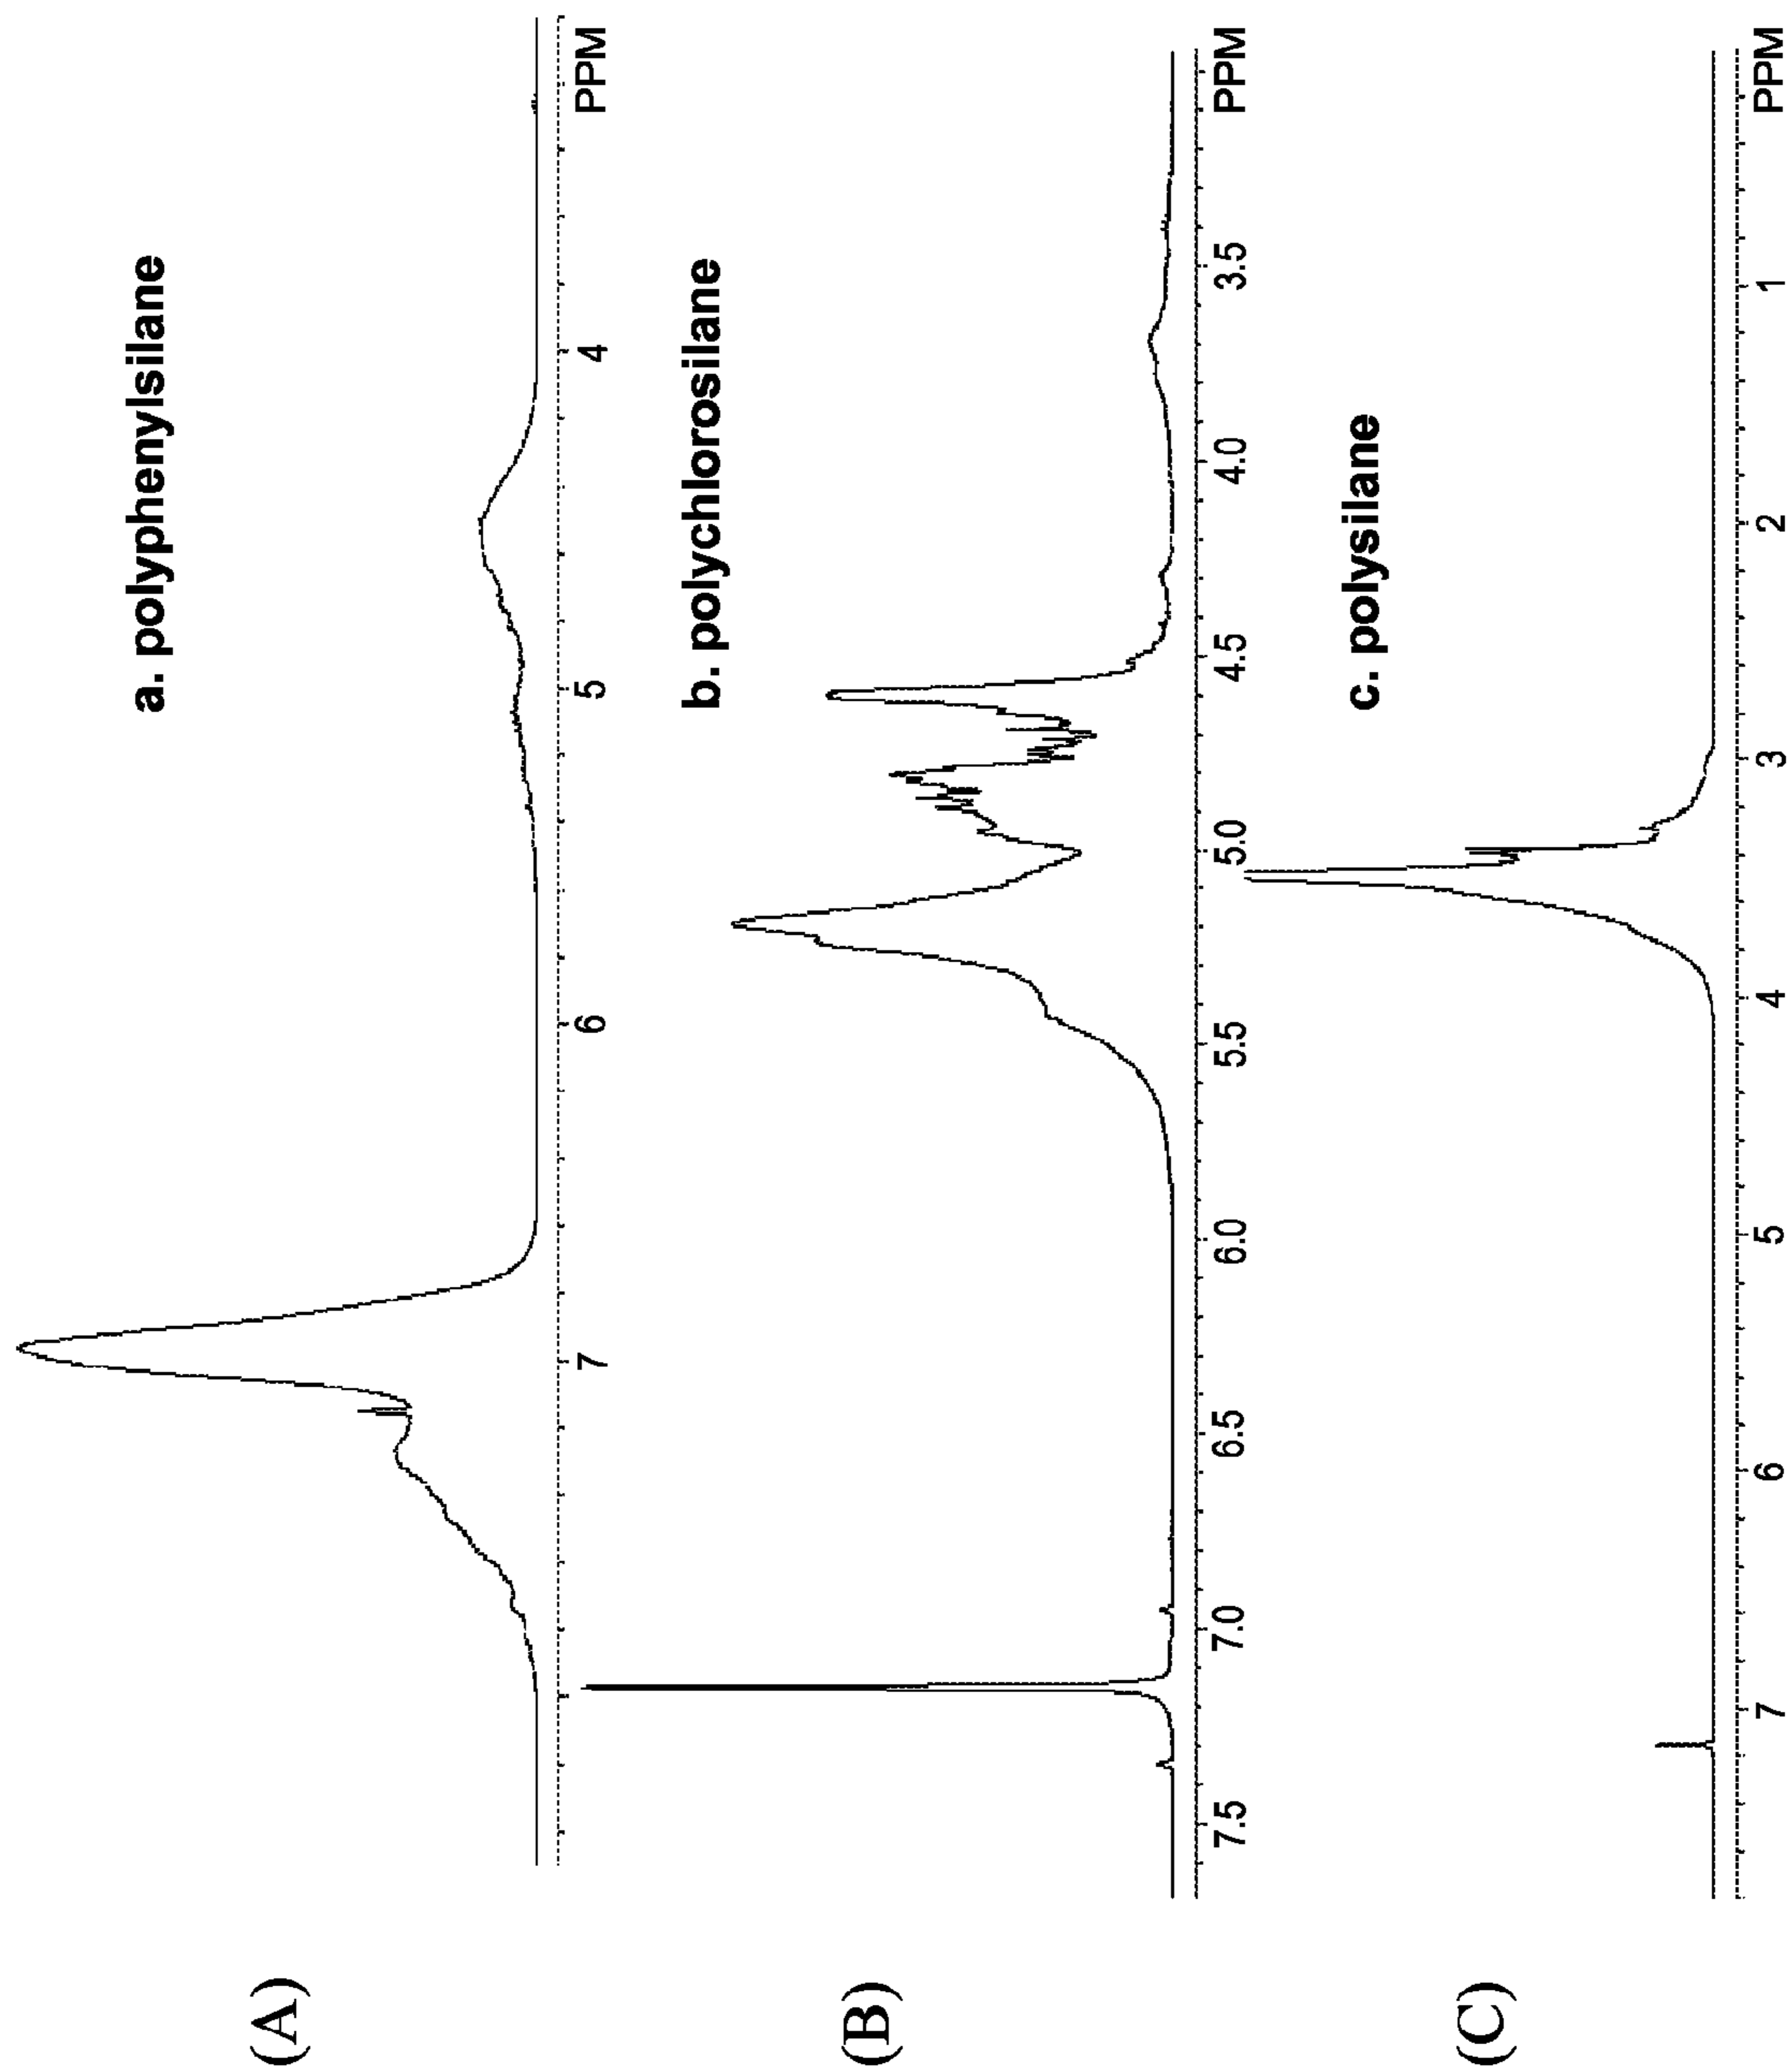 (A)
a. polyphenylsilane
7 6 5 4 PPM
(B)
b. polychlorosilane
7.5 7.0 6.5 6.0 5.5 5.0 4.5 4.0 3.5 PPM
(C)
c. polysilane
7 6 5 4 3 2 1 PPM